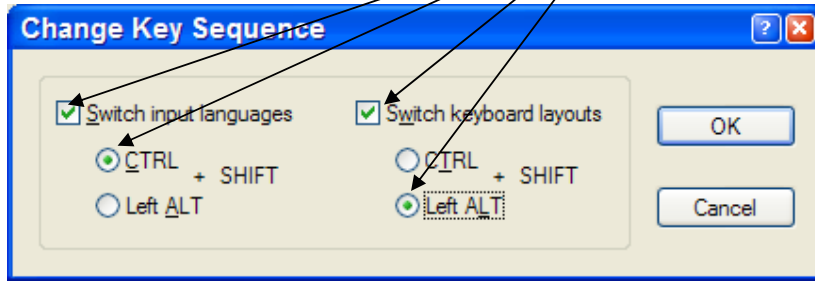 Change Key Sequence
Switch input languages
CTRL + SHIFT
Left ALT
Switch keyboard layouts
CTRL + SHIFT
Left ALT
OK
Cancel